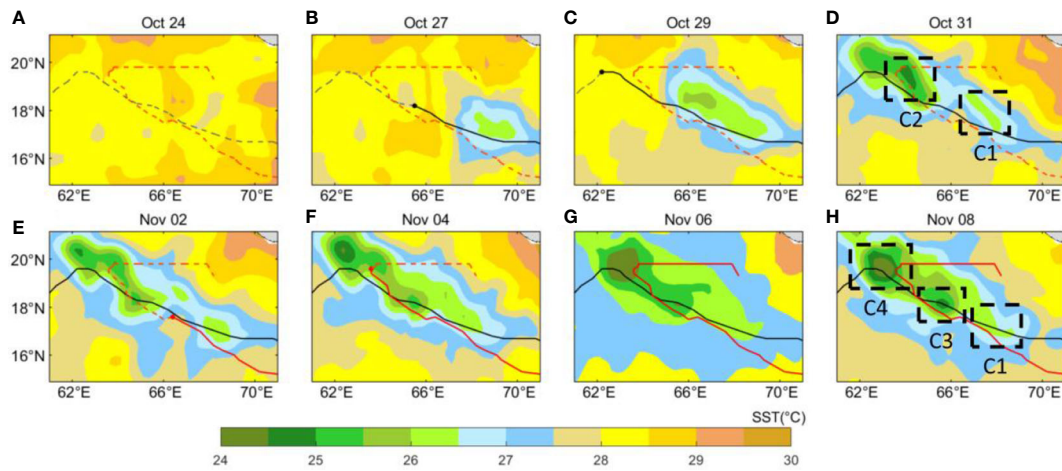 A Oct 24
B Oct 27
C Oct 29
D Oct 31
20°N
18°N
16°N
62°E 66°E 70°E
62°E 66°E 70°E
62°E 66°E 70°E
62°E 66°E 70°E
C2
C1
E Nov 02
F Nov 04
G Nov 06
H Nov 08
20°N
18°N
16°N
62°E 66°E 70°E
62°E 66°E 70°E
62°E 66°E 70°E
62°E 66°E 70°E
C4
C3
C1
SST(°C)
24 25 26 27 28 29 30